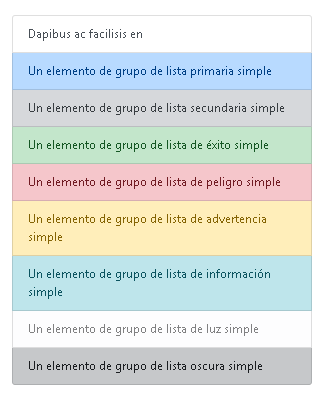 Dapibus ac facilisis en
Un elemento de grupo de lista primaria simple
Un elemento de grupo de lista secundaria simple
Un elemento de grupo de lista de éxito simple
Un elemento de grupo de lista de peligro simple
Un elemento de grupo de lista de advertencia
simple
Un elemento de grupo de lista de información
simple
Un elemento de grupo de lista de luz simple
Un elemento de grupo de lista oscura simple